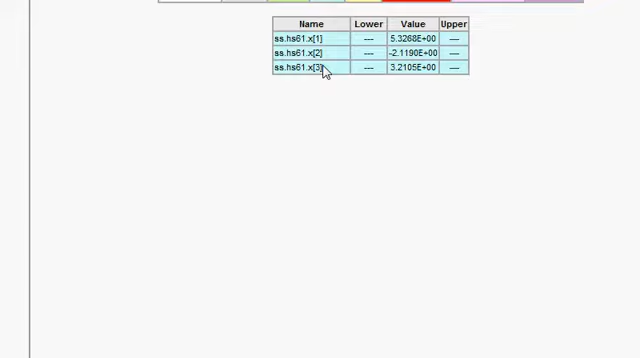 Name Lower Value Upper
ss.hs61.x[1] --- 5.3268E+00 ---
ss.hs61.x[2] --- -2.1190E+00 ---
ss.hs61.x[3] --- 3.2105E+00 ---